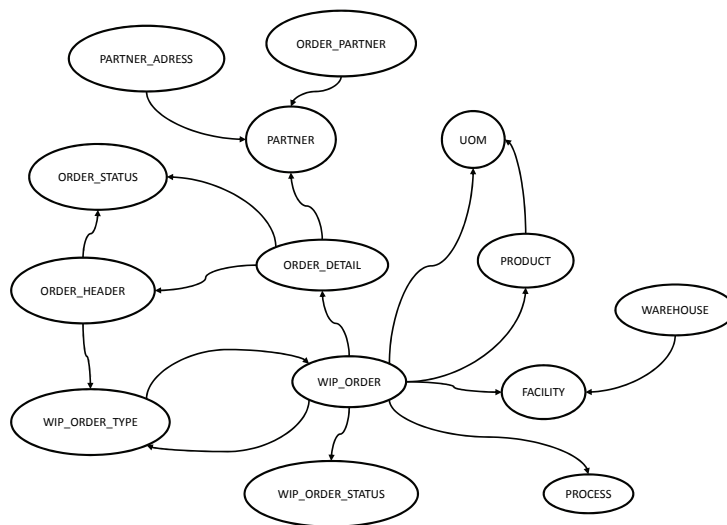 ORDER_PARTNER
PARTNER_ADRESS
PARTNER
UOM
ORDER_STATUS
ORDER_DETAIL
PRODUCT
ORDER_HEADER
WAREHOUSE
WIP_ORDER
FACILITY
WIP_ORDER_TYPE
WIP_ORDER_STATUS
PROCESS